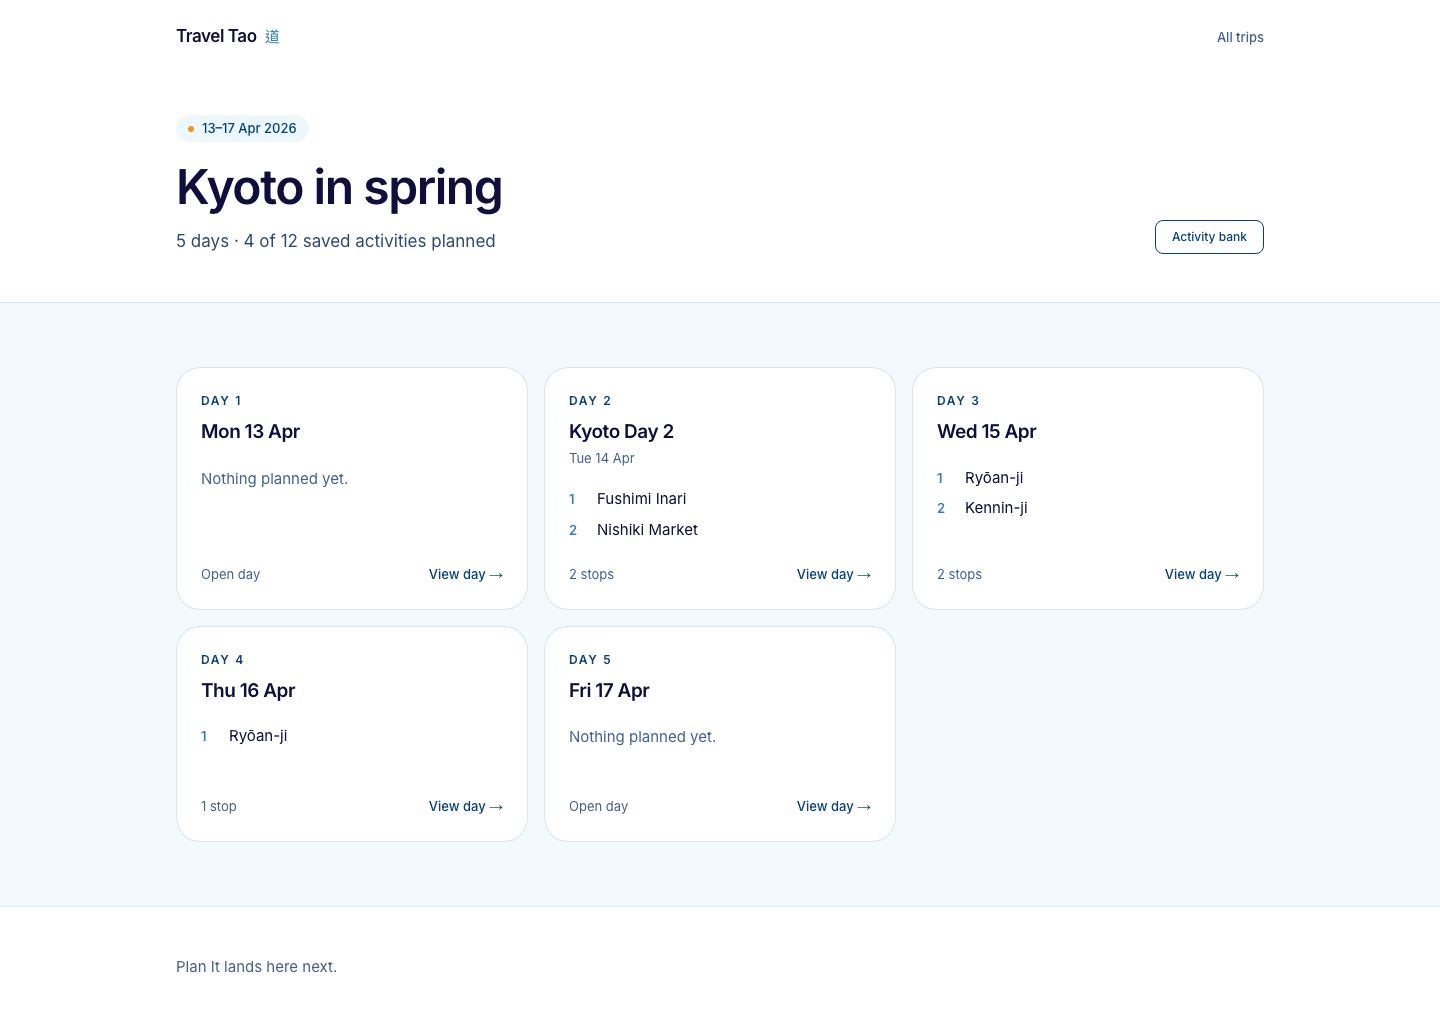 Travel Tao 道
All trips
13–17 Apr 2026
Kyoto in spring
5 days · 4 of 12 saved activities planned
Activity bank
DAY 1
Mon 13 Apr
Nothing planned yet.
Open day
View day →
DAY 2
Kyoto Day 2
Tue 14 Apr
1 Fushimi Inari
2 Nishiki Market
2 stops
View day →
DAY 3
Wed 15 Apr
1 Ryōan-ji
2 Kennin-ji
2 stops
View day →
DAY 4
Thu 16 Apr
1 Ryōan-ji
1 stop
View day →
DAY 5
Fri 17 Apr
Nothing planned yet.
Open day
View day →
Plan It lands here next.